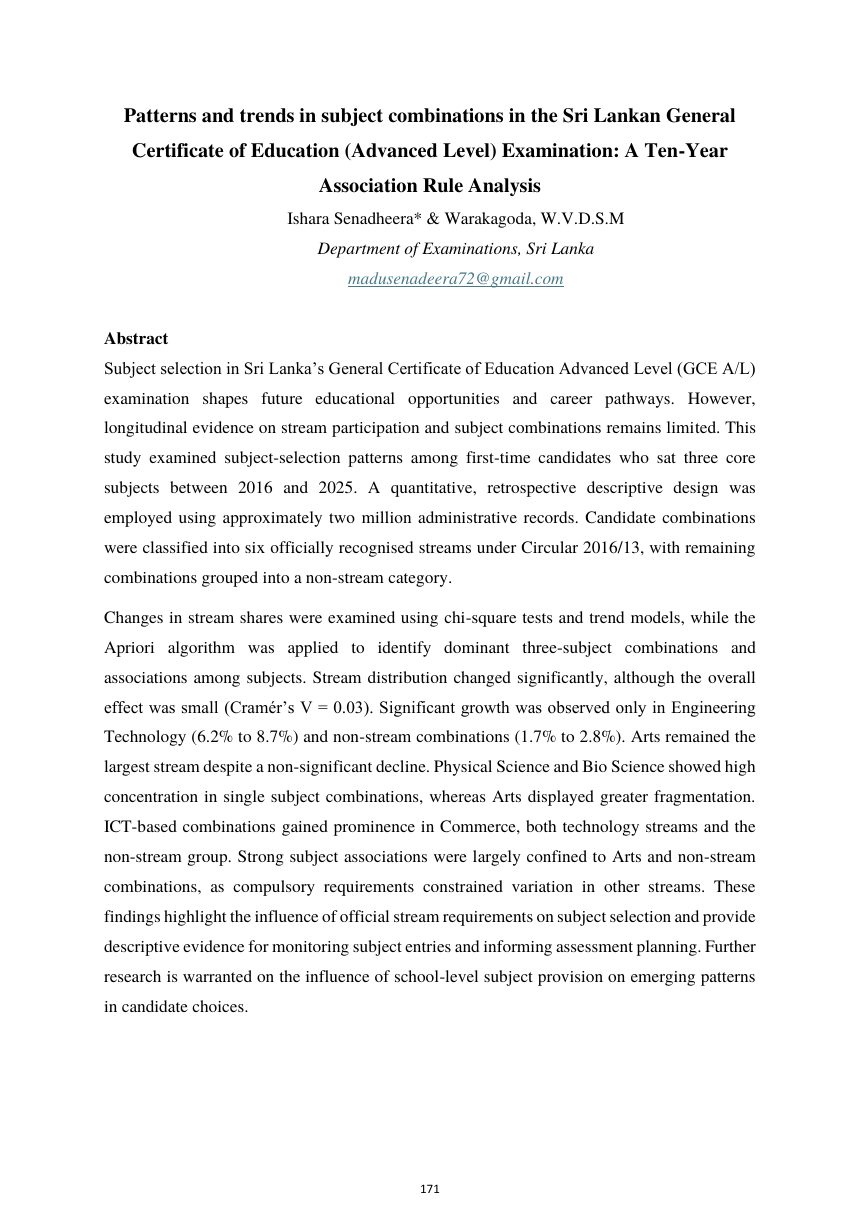 Patterns and trends in subject combinations in the Sri Lankan General
Certificate of Education (Advanced Level) Examination: A Ten-Year
Association Rule Analysis
Ishara Senadheera* & Warakagoda, W.V.D.S.M
Department of Examinations, Sri Lanka
madusenadeera72@gmail.com
Abstract
Subject selection in Sri Lanka’s General Certificate of Education Advanced Level (GCE A/L)
examination shapes future educational opportunities and career pathways. However,
longitudinal evidence on stream participation and subject combinations remains limited. This
study examined subject-selection patterns among first-time candidates who sat three core
subjects between 2016 and 2025. A quantitative, retrospective descriptive design was
employed using approximately two million administrative records. Candidate combinations
were classified into six officially recognised streams under Circular 2016/13, with remaining
combinations grouped into a non-stream category.
Changes in stream shares were examined using chi-square tests and trend models, while the
Apriori algorithm was applied to identify dominant three-subject combinations and
associations among subjects. Stream distribution changed significantly, although the overall
effect was small (Cramér’s V = 0.03). Significant growth was observed only in Engineering
Technology (6.2% to 8.7%) and non-stream combinations (1.7% to 2.8%). Arts remained the
largest stream despite a non-significant decline. Physical Science and Bio Science showed high
concentration in single subject combinations, whereas Arts displayed greater fragmentation.
ICT-based combinations gained prominence in Commerce, both technology streams and the
non-stream group. Strong subject associations were largely confined to Arts and non-stream
combinations, as compulsory requirements constrained variation in other streams. These
findings highlight the influence of official stream requirements on subject selection and provide
descriptive evidence for monitoring subject entries and informing assessment planning. Further
research is warranted on the influence of school-level subject provision on emerging patterns
in candidate choices.
171